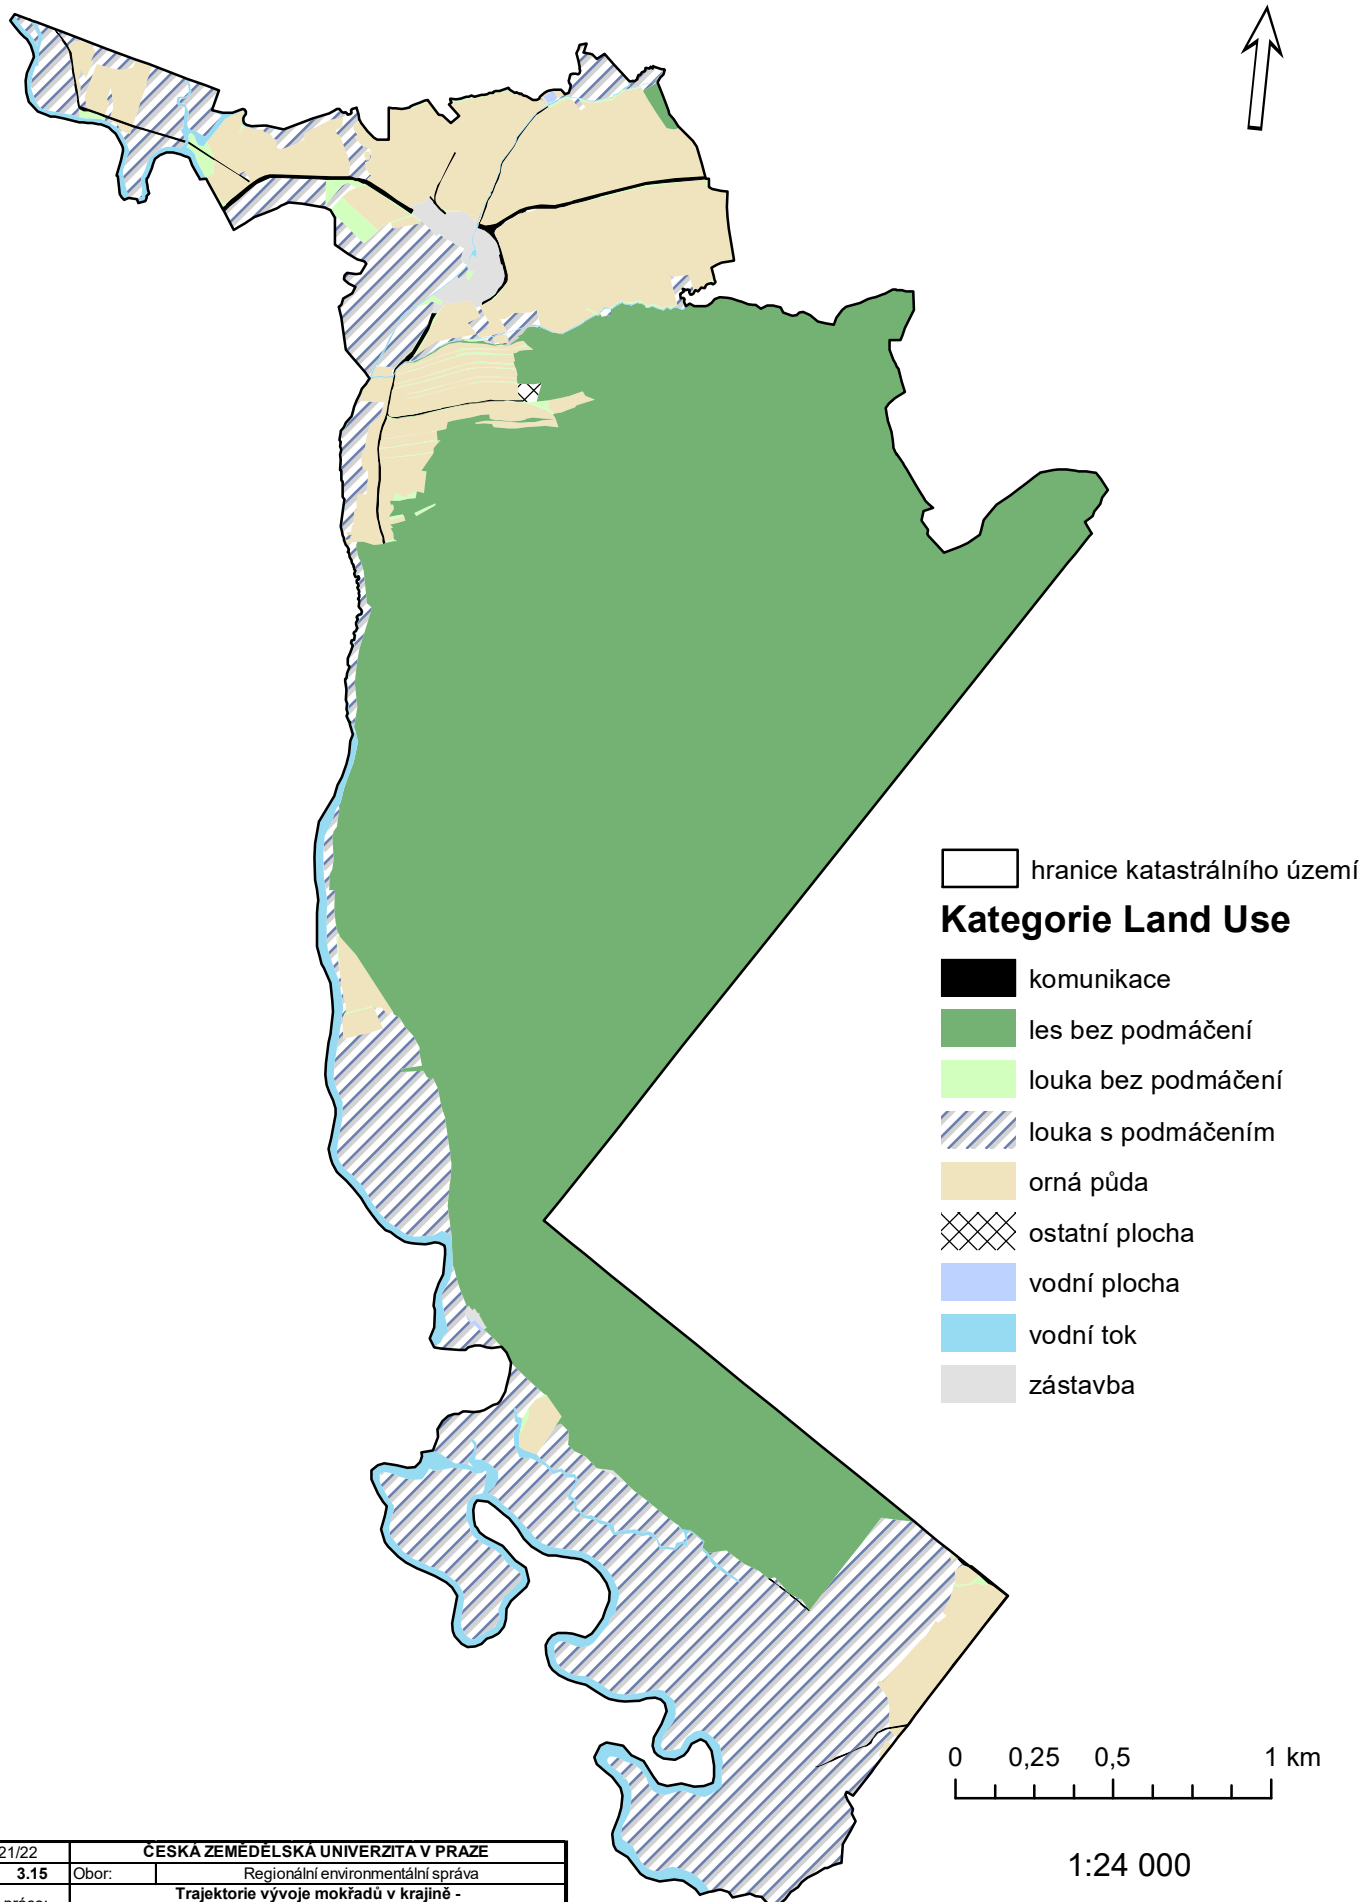 hranice katastrálního území
Kategorie Land Use
komunikace
les bez podmáčení
louka bez podmáčení
louka s podmáčením
orná půda
ostatní plocha
vodní plocha
vodní tok
zástavba
0 0,25 0,5 1 km
1:24 000
21/22 ČESKÁ ZEMĚDĚLSKÁ UNIVERZITA V PRAZE
3.15 Obor: Regionální environmentální správa
Trajektorie vývoje mokřadů v krajině -